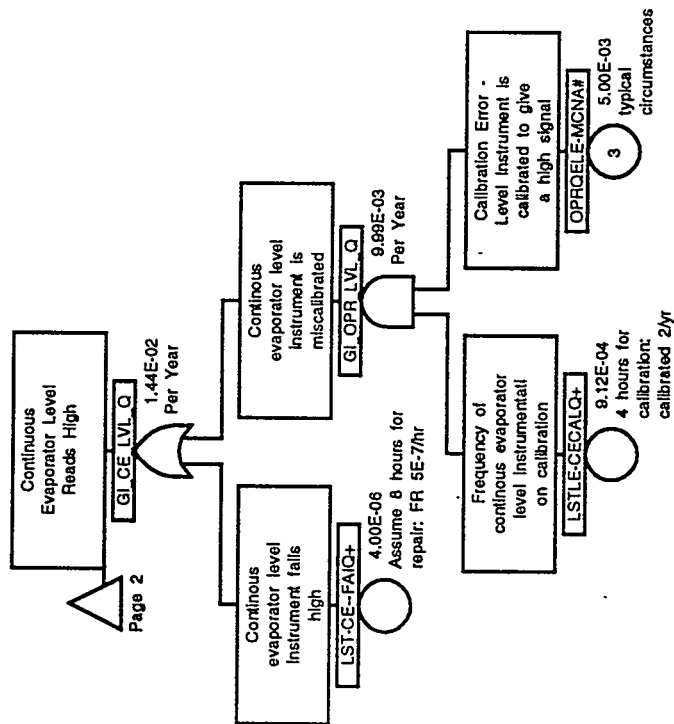 Continuous
Evaporator Level
Reads High
GI_CE_LVL_Q
1.44E-02
Per Year
Page 2
Continous
evaporator level
Instrument fails
high
LST-CE--FAIQ+
4.00E-06
Assume 8 hours for
repair; FR 5E-7/hr
Continous
evaporator level
Instrument is
miscalibrated
GI_OPR_LVL_Q
9.99E-03
Per Year
Frequency of
continous evaporator
level Instrumentatl
on calibration
LSTLE-CECALQ+
9.12E-04
4 hours for
calibration;
calibrated 2/yr
Calibration Error -
Level Instrument is
calibrated to give
a high signal
OPRQELE-MCNA#
3
5.00E-03
typical
circumstances